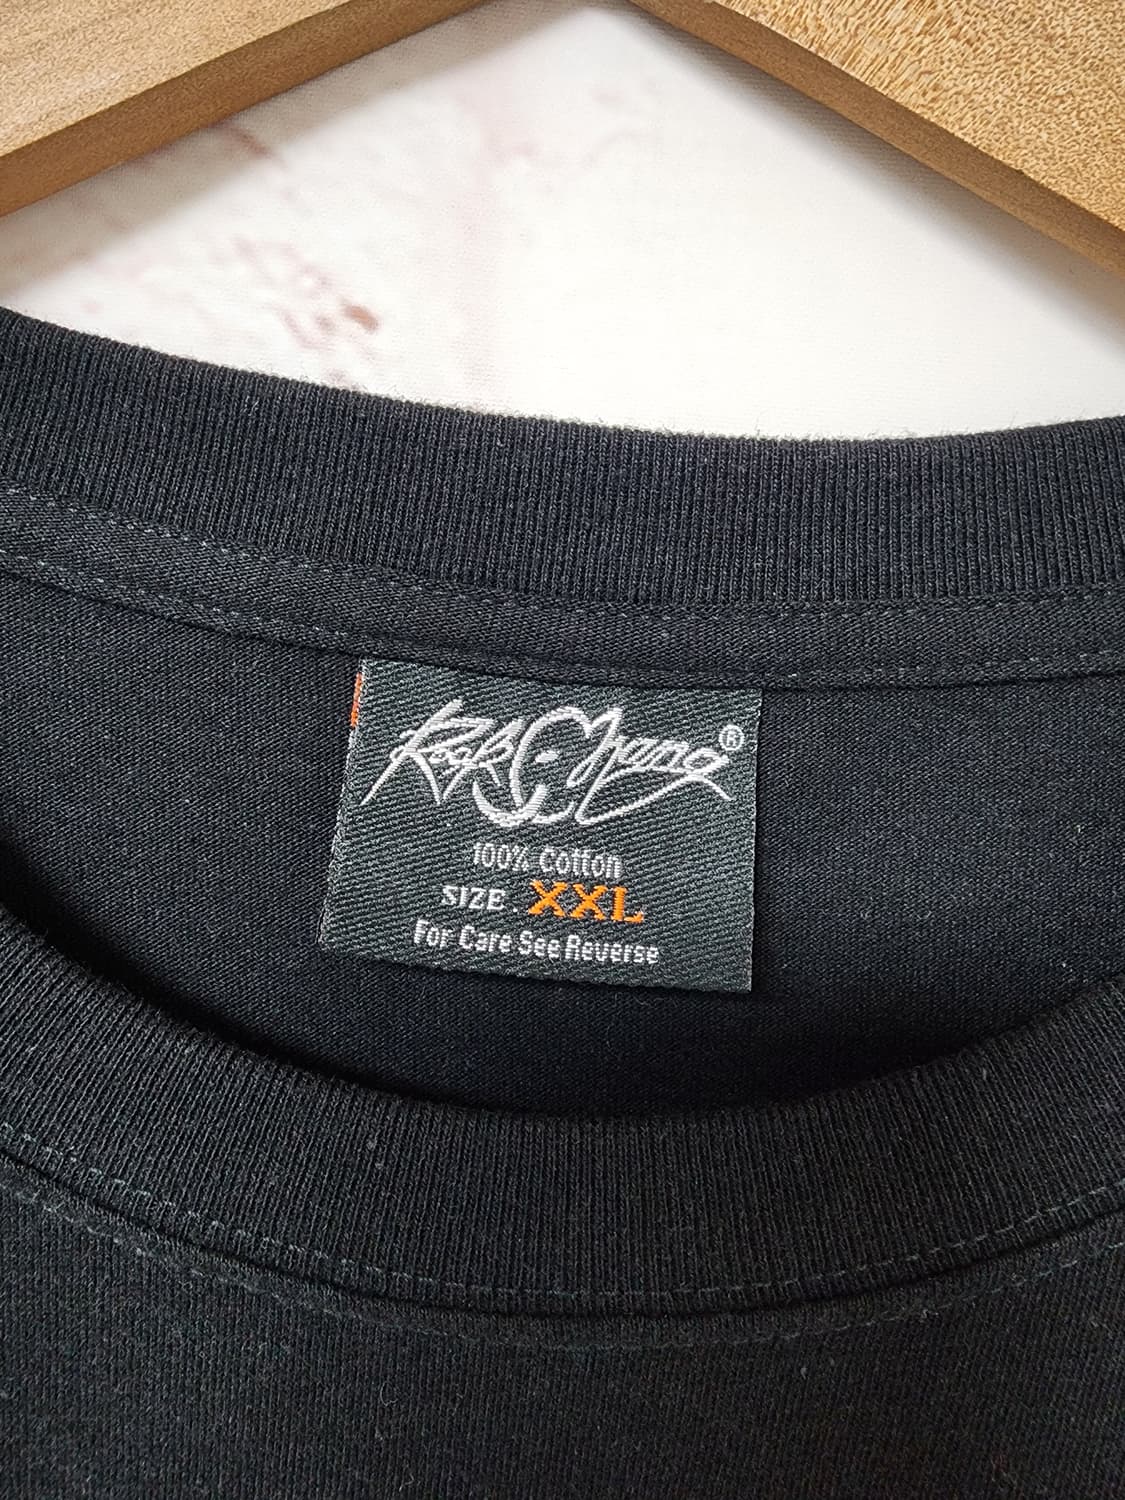 Rock Chang®
100% Cotton
SIZE . XXL
For Care See Reverse